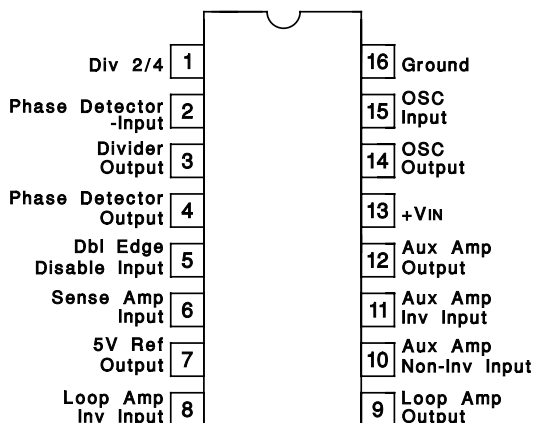 Div 2/4 1
Phase Detector 2
-Input
Divider 3
Output
Phase Detector 4
Output
Dbl Edge 5
Disable Input
Sense Amp 6
Input
5V Ref 7
Output
Loop Amp 8
Inv Input
16 Ground
15 OSC
Input
14 OSC
Output
13 +VIN
12 Aux Amp
Output
11 Aux Amp
Inv Input
10 Aux Amp
Non-Inv Input
9 Loop Amp
Output